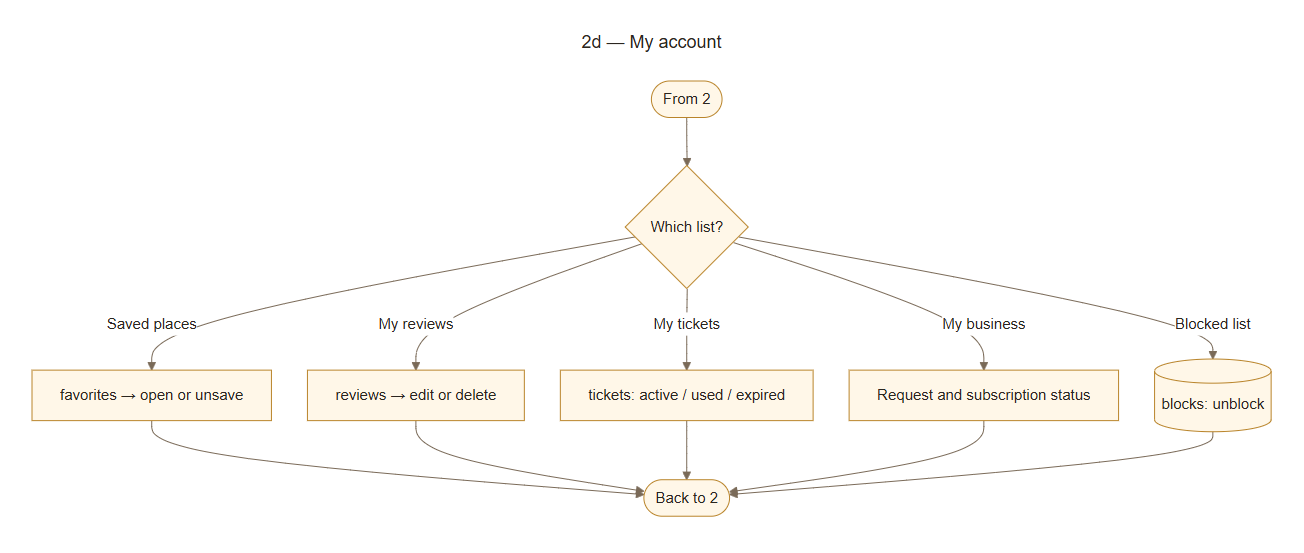 2d — My account
From 2
Which list?
Saved places
My reviews
My tickets
My business
Blocked list
favorites → open or unsave
reviews → edit or delete
tickets: active / used / expired
Request and subscription status
blocks: unblock
Back to 2